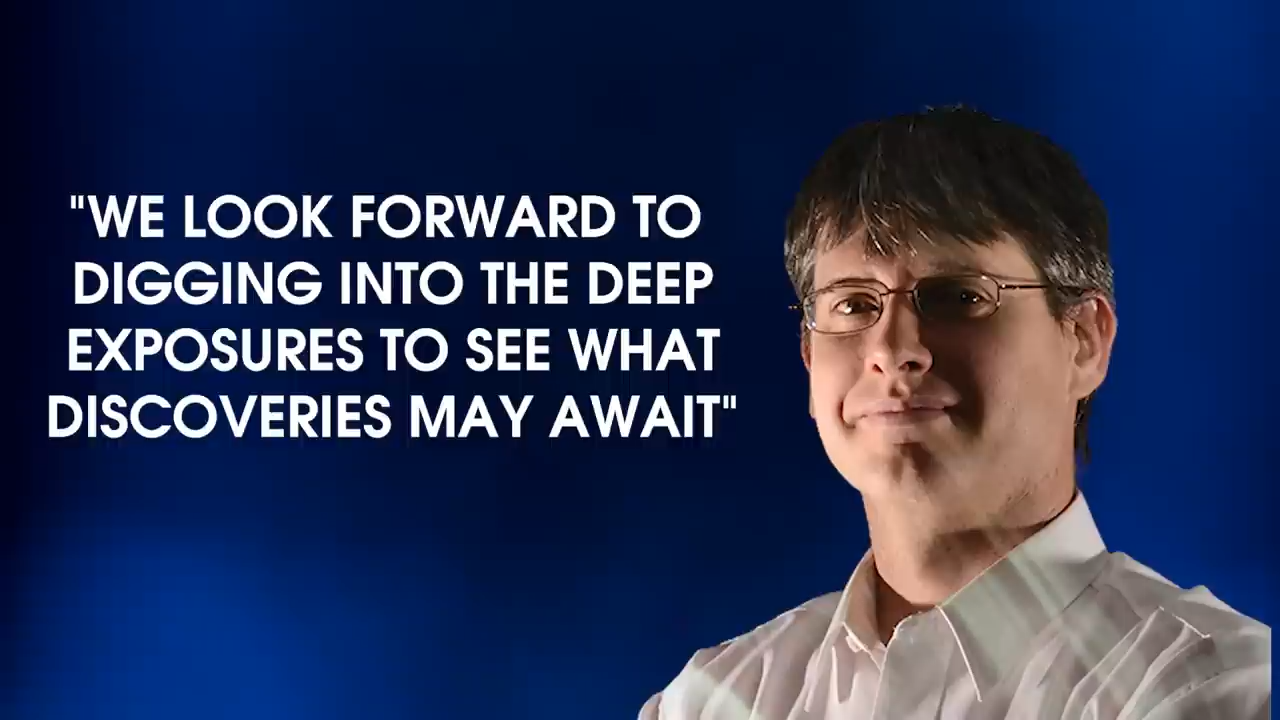 "WE LOOK FORWARD TO
DIGGING INTO THE DEEP
EXPOSURES TO SEE WHAT
DISCOVERIES MAY AWAIT"